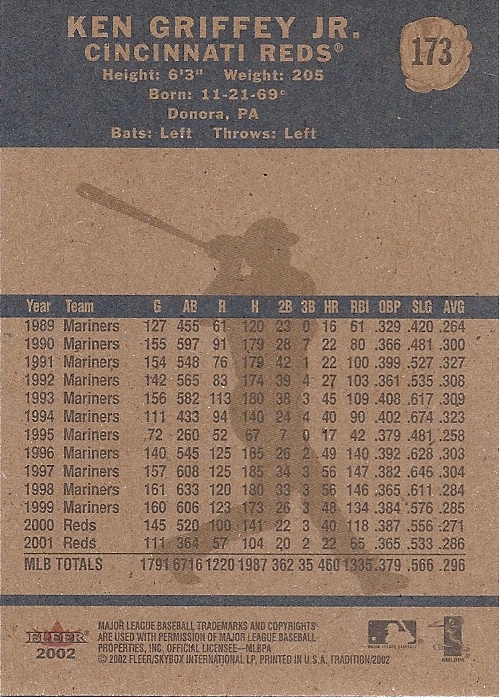 KEN GRIFFEY JR.
CINCINNATI REDS®
173
Height: 6'3" Weight: 205
Born: 11-21-69
Donora, PA
Bats: Left Throws: Left
Year Team G AB R H 2B 3B HR RBI OBP SLG AVG
1989 Mariners 127 455 61 120 23 0 16 61 .329 .420 .264
1990 Mariners 155 597 91 179 28 7 22 80 .366 .481 .300
1991 Mariners 154 548 76 179 42 1 22 100 .399 .527 .327
1992 Mariners 142 565 83 174 39 4 27 103 .361 .535 .308
1993 Mariners 156 582 113 180 38 3 45 109 .408 .617 .309
1994 Mariners 111 433 94 140 24 4 40 90 .402 .674 .323
1995 Mariners 72 260 52 67 7 0 17 42 .379 .481 .258
1996 Mariners 140 545 125 165 26 2 49 140 .392 .628 .303
1997 Mariners 157 608 125 185 34 3 56 147 .382 .646 .304
1998 Mariners 161 633 120 180 33 3 56 146 .365 .611 .284
1999 Mariners 160 606 123 173 26 3 48 134 .384 .576 .285
2000 Reds 145 520 100 141 22 3 40 118 .387 .556 .271
2001 Reds 111 364 57 104 20 2 22 65 .365 .533 .286
MLB TOTALS 1791 6716 1220 1987 362 35 460 1335 .379 .566 .296
FLEER
2002
MAJOR LEAGUE BASEBALL TRADEMARKS AND COPYRIGHTS
ARE USED WITH PERMISSION OF MAJOR LEAGUE BASEBALL
PROPERTIES, INC. OFFICIAL LICENSEE—MLBPA
© 2002 FLEER/SKYBOX INTERNATIONAL LP, PRINTED IN U.S.A. TRADITION/2002
MAJOR LEAGUE BASEBALL
MLBPA